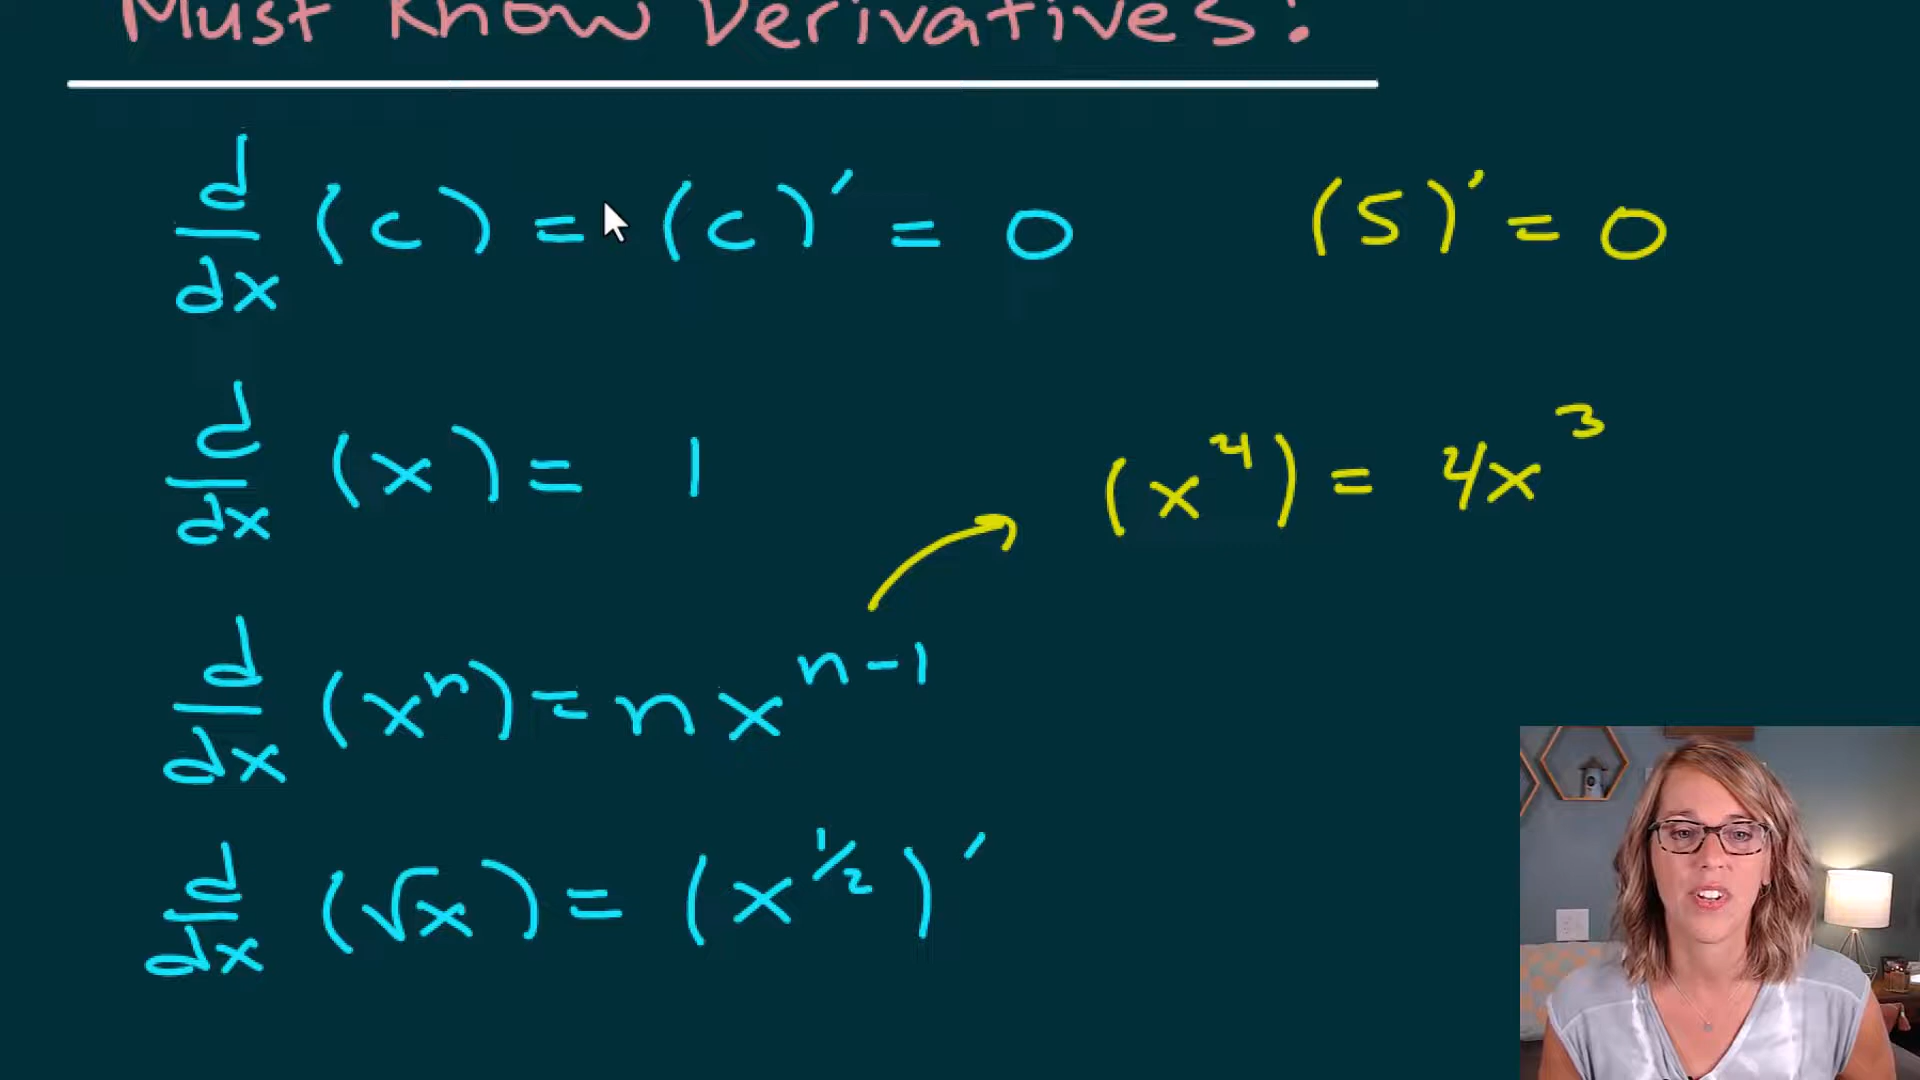 Must Know Derivatives:
d/dx (c) = (c)' = 0 (5)' = 0
d/dx (x) = 1 (x⁴) = 4x³
d/dx (xⁿ) = nxⁿ⁻¹
d/dx (√x) = (x^1/2)'